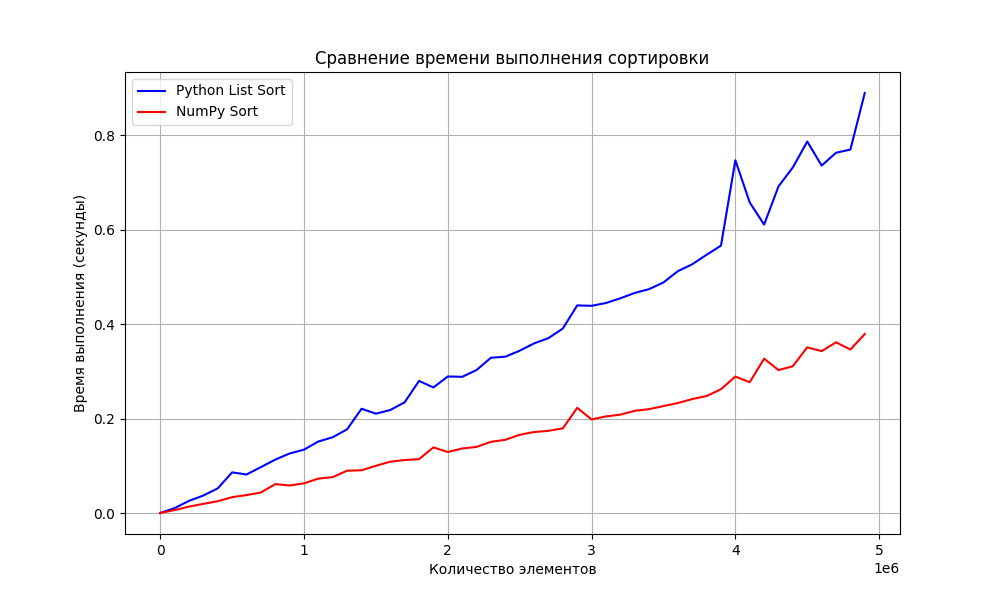 Сравнение времени выполнения сортировки
Python List Sort
NumPy Sort
Время выполнения (секунды)
0.8
0.6
0.4
0.2
0.0
0 1 2 3 4 5
1e6
Количество элементов